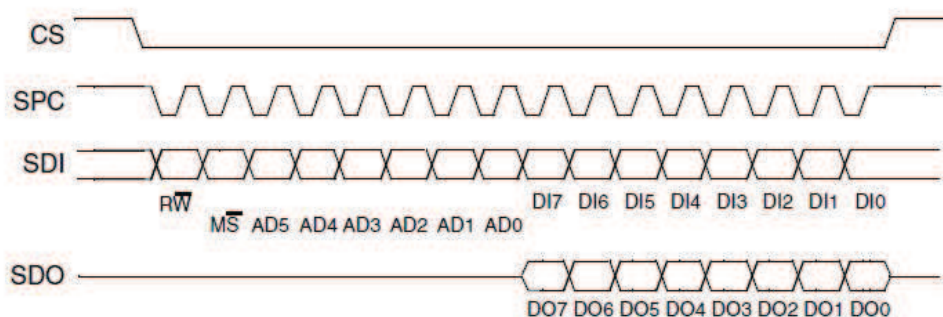 CS
SPC
SDI
RW̅ DI7 DI6 DI5 DI4 DI3 DI2 DI1 DI0
MS̅ AD5 AD4 AD3 AD2 AD1 AD0
SDO
DO7 DO6 DO5 DO4 DO3 DO2 DO1 DO0